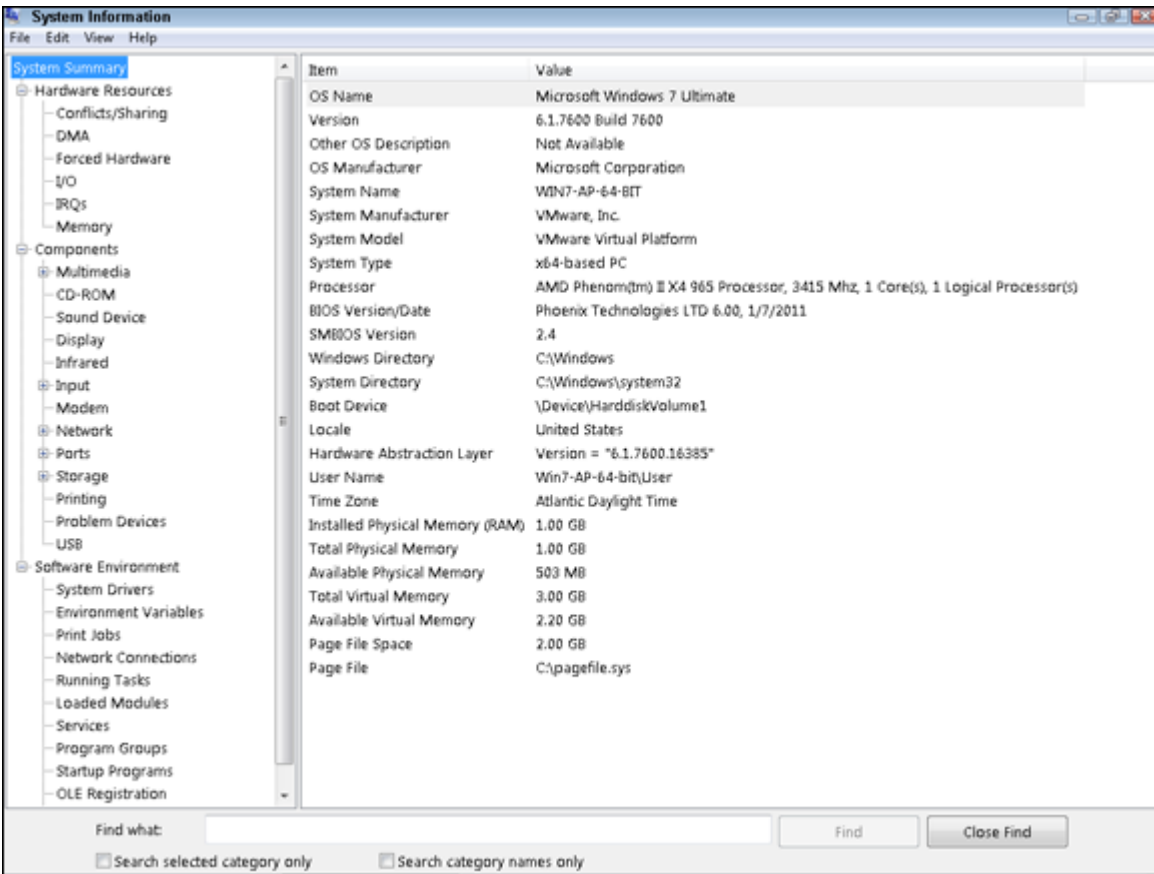 System Information
File Edit View Help
System Summary
Hardware Resources
Conflicts/Sharing
DMA
Forced Hardware
I/O
IRQs
Memory
Components
Multimedia
CD-ROM
Sound Device
Display
Infrared
Input
Modem
Network
Ports
Storage
Printing
Problem Devices
USB
Software Environment
System Drivers
Environment Variables
Print Jobs
Network Connections
Running Tasks
Loaded Modules
Services
Program Groups
Startup Programs
OLE Registration
Item Value
OS Name Microsoft Windows 7 Ultimate
Version 6.1.7600 Build 7600
Other OS Description Not Available
OS Manufacturer Microsoft Corporation
System Name WIN7-AP-64-BIT
System Manufacturer VMware, Inc.
System Model VMware Virtual Platform
System Type x64-based PC
Processor AMD Phenom(tm) II X4 965 Processor, 3415 Mhz, 1 Core(s), 1 Logical Processor(s)
BIOS Version/Date Phoenix Technologies LTD 6.00, 1/7/2011
SMBIOS Version 2.4
Windows Directory C:\Windows
System Directory C:\Windows\system32
Boot Device \Device\HarddiskVolume1
Locale United States
Hardware Abstraction Layer Version = "6.1.7600.16385"
User Name Win7-AP-64-bit\User
Time Zone Atlantic Daylight Time
Installed Physical Memory (RAM) 1.00 GB
Total Physical Memory 1.00 GB
Available Physical Memory 503 MB
Total Virtual Memory 3.00 GB
Available Virtual Memory 2.20 GB
Page File Space 2.00 GB
Page File C:\pagefile.sys
Find what: Find Close Find
Search selected category only Search category names only